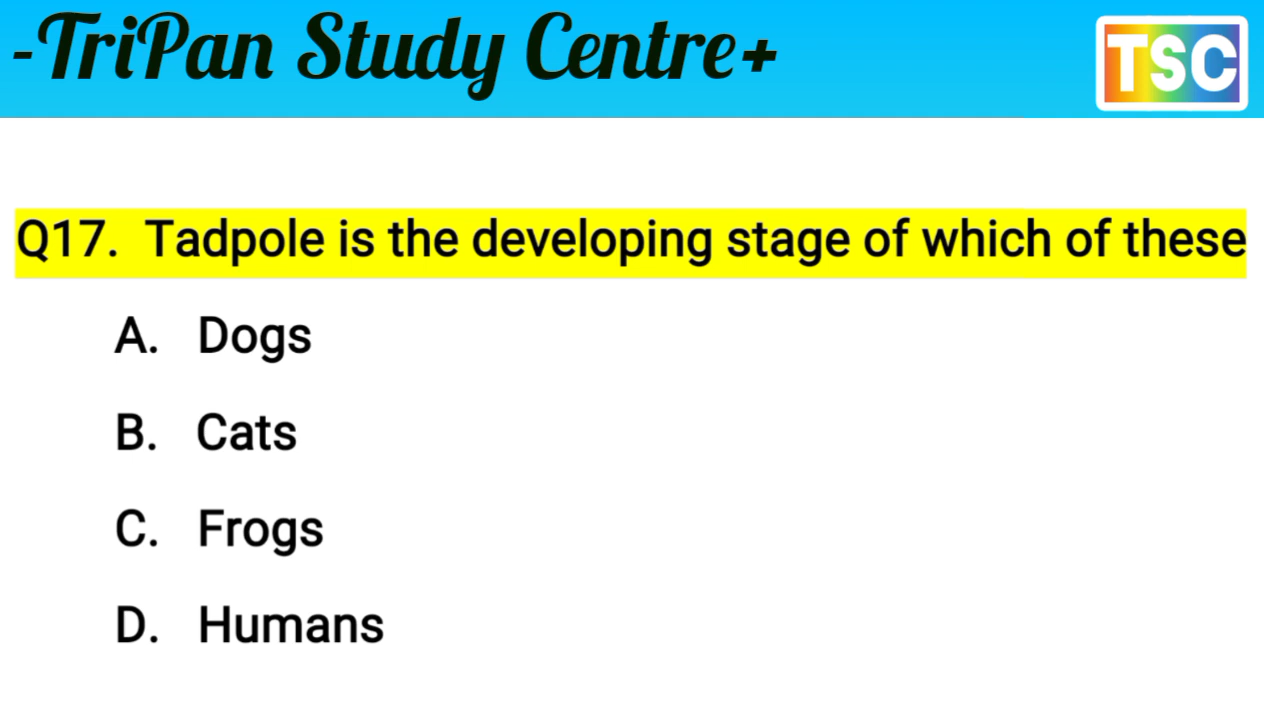 -TriPan Study Centre+
TSC
Q17. Tadpole is the developing stage of which of these
A. Dogs
B. Cats
C. Frogs
D. Humans